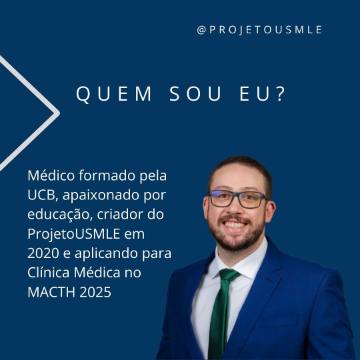 @PROJETOUSMLE
QUEM SOU EU?
Médico formado pela
UCB, apaixonado por
educação, criador do
ProjetoUSMLE em
2020 e aplicando para
Clínica Médica no
MACTH 2025